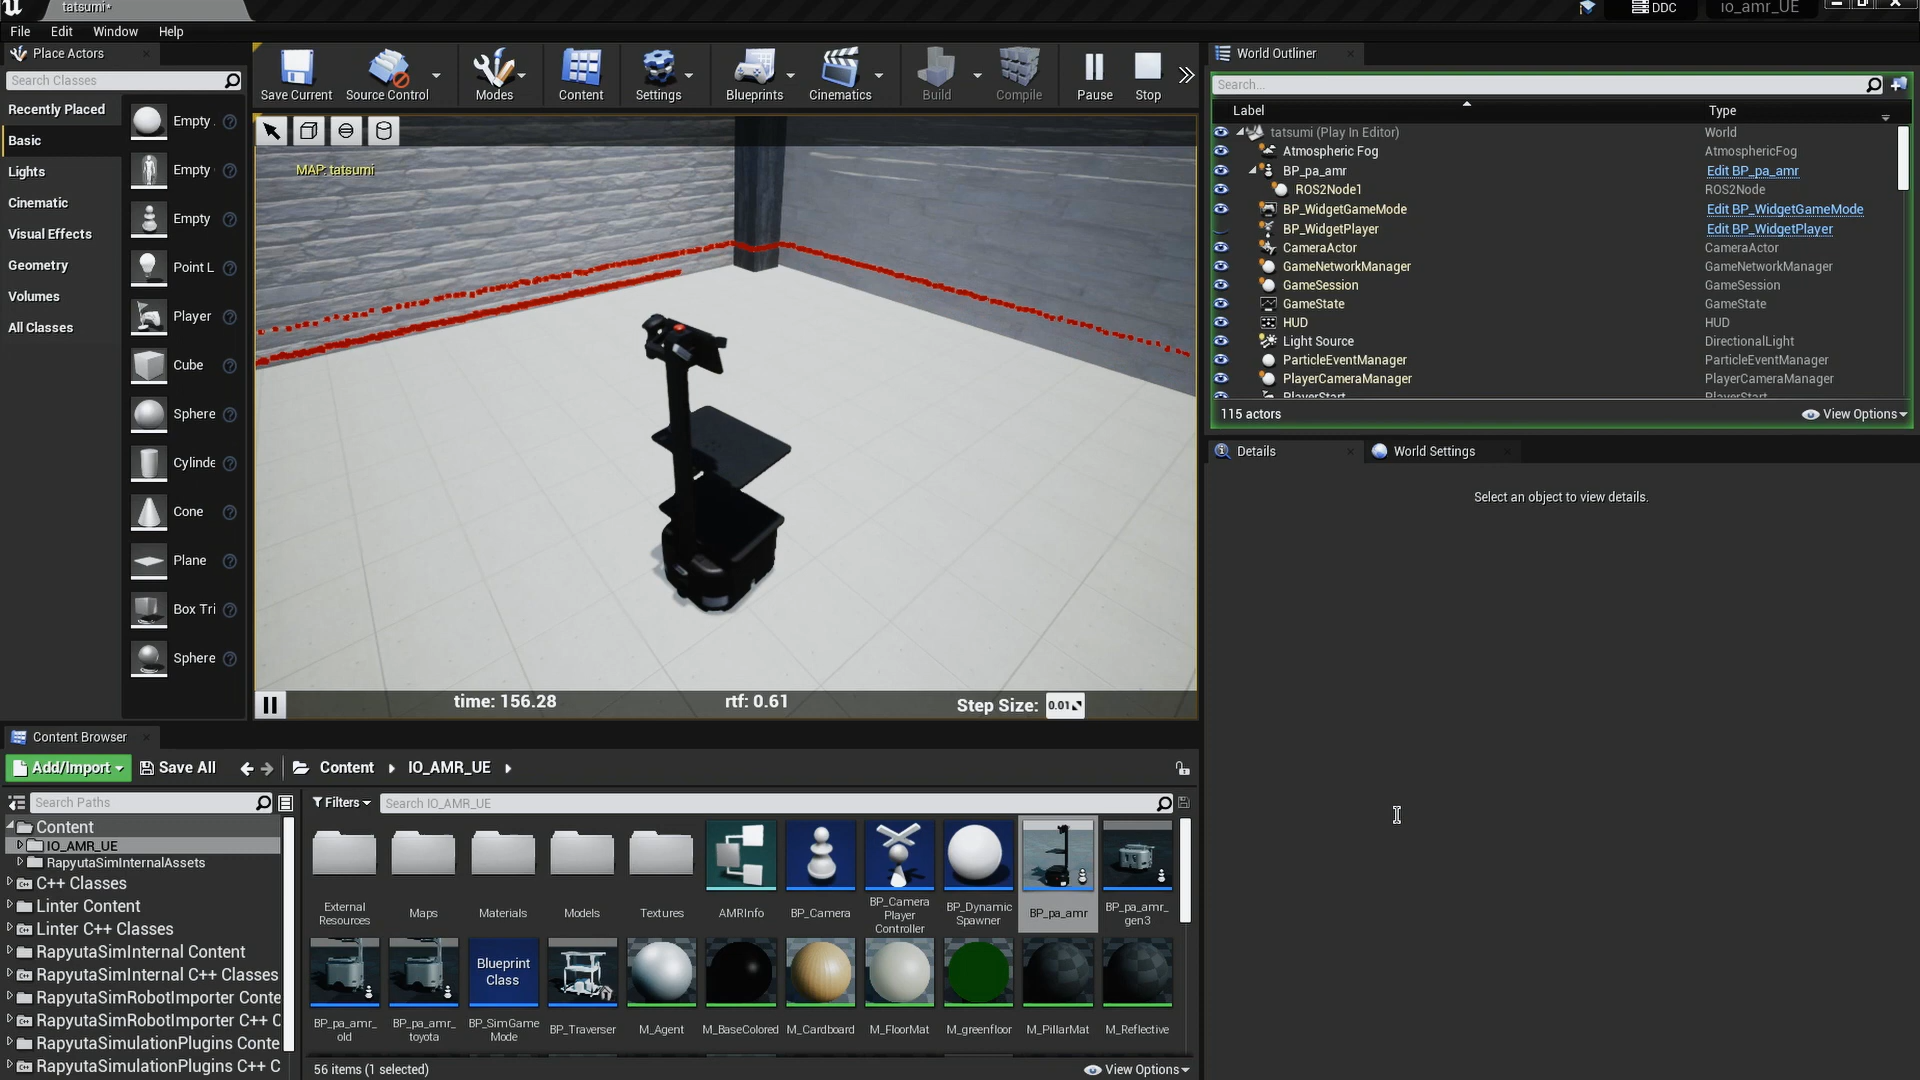 tatsumi•
DDC
io_amr_UE
File Edit Window Help
Place Actors
Search Classes
Recently Placed
Basic
Lights
Cinematic
Visual Effects
Geometry
Volumes
All Classes
Empty
Empty
Empty
Point L
Player
Cube
Sphere
Cylinde
Cone
Plane
Box Tri
Sphere
Save Current Source Control Modes Content Settings Blueprints Cinematics Build Compile Pause Stop
MAP: tatsumi
time: 156.28 rtf: 0.61 Step Size: 0.01
World Outliner
Search...
Label Type
tatsumi (Play In Editor) World
Atmospheric Fog AtmosphericFog
BP_pa_amr Edit BP_pa_amr
ROS2Node1 ROS2Node
BP_WidgetGameMode Edit BP_WidgetGameMode
BP_WidgetPlayer Edit BP_WidgetPlayer
CameraActor CameraActor
GameNetworkManager GameNetworkManager
GameSession GameSession
GameState GameState
HUD HUD
Light Source DirectionalLight
ParticleEventManager ParticleEventManager
PlayerCameraManager PlayerCameraManager
PlayerStart PlayerStart
115 actors View Options
Details World Settings
Select an object to view details.
Content Browser
Add/Import Save All Content IO_AMR_UE
Search Paths
Content
IO_AMR_UE
RapyutaSimInternalAssets
C++ Classes
Linter Content
Linter C++ Classes
RapyutaSimInternal Content
RapyutaSimInternal C++ Classes
RapyutaSimRobotImporter Conte
RapyutaSimRobotImporter C++ C
RapyutaSimulationPlugins Conte
RapyutaSimulationPlugins C++ C
Filters Search IO_AMR_UE
External
Resources
Maps
Materials
Models
Textures
AMRInfo
BP_Camera
BP_Camera
Player
Controller
BP_Dynamic
Spawner
BP_pa_amr
BP_pa_amr_
gen3
BP_pa_amr_
old
BP_pa_amr_
toyota
Blueprint
Class
BP_SimGame
Mode
BP_Traverser
M_Agent
M_BaseColored
M_Cardboard
M_FloorMat
M_greenfloor
M_PillarMat
M_Reflective
56 items (1 selected) View Options